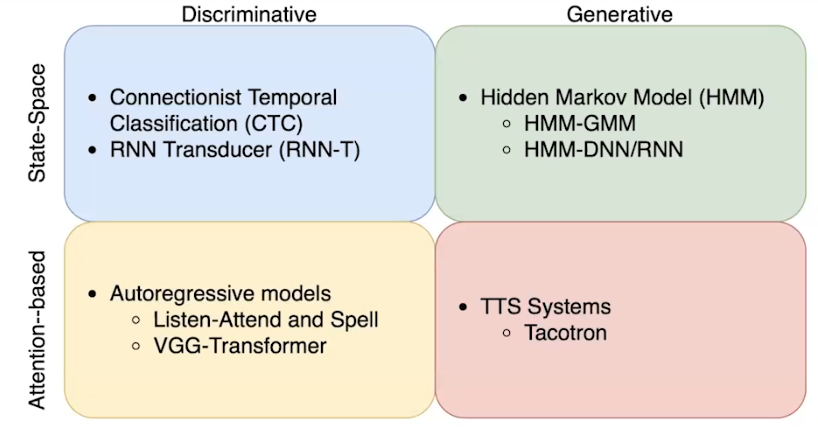 Discriminative
Generative
State-Space
• Connectionist Temporal
Classification (CTC)
• RNN Transducer (RNN-T)
• Hidden Markov Model (HMM)
○ HMM-GMM
○ HMM-DNN/RNN
Attention--based
• Autoregressive models
○ Listen-Attend and Spell
○ VGG-Transformer
• TTS Systems
○ Tacotron